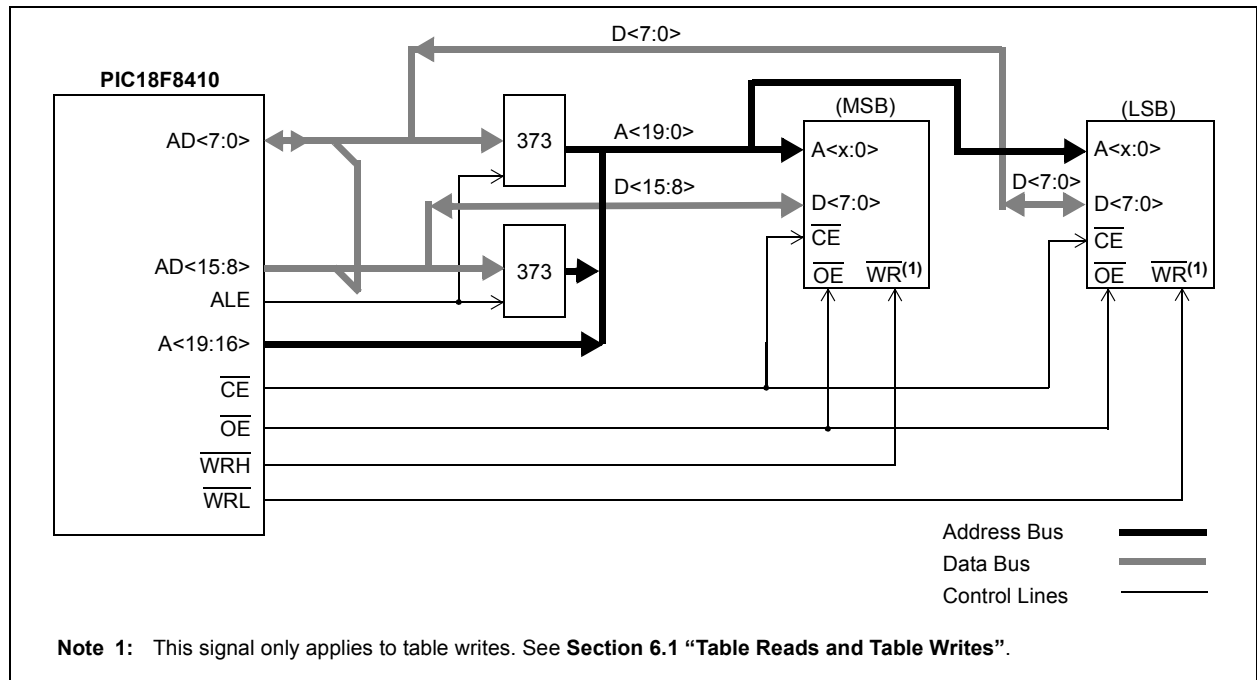 D<7:0>
PIC18F8410
(MSB)
(LSB)
AD<7:0>
373
A<19:0>
A<x:0>
A<x:0>
D<15:8>
D<7:0>
D<7:0>
D<7:0>
CE
CE
AD<15:8>
373
OE WR(1)
OE WR(1)
ALE
A<19:16>
CE
OE
WRH
WRL
Address Bus
Data Bus
Control Lines
Note 1: This signal only applies to table writes. See Section 6.1 “Table Reads and Table Writes”.